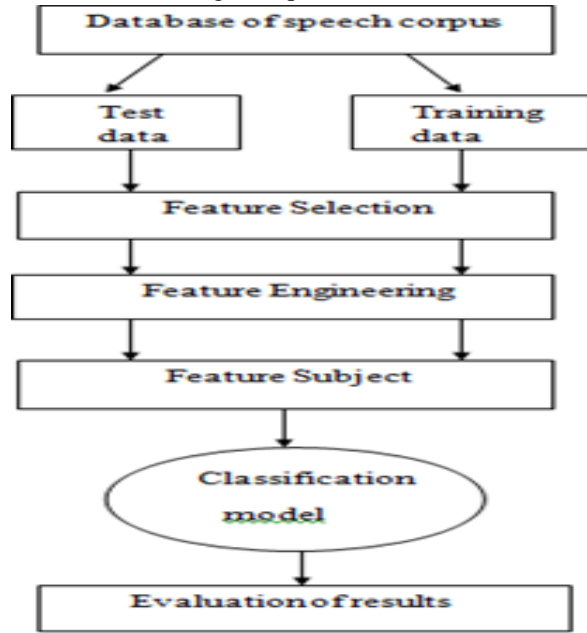 Database of speech corpus
Test
data
Training
data
Feature Selection
Feature Engineering
Feature Subject
Classification
model
Evaluation of results